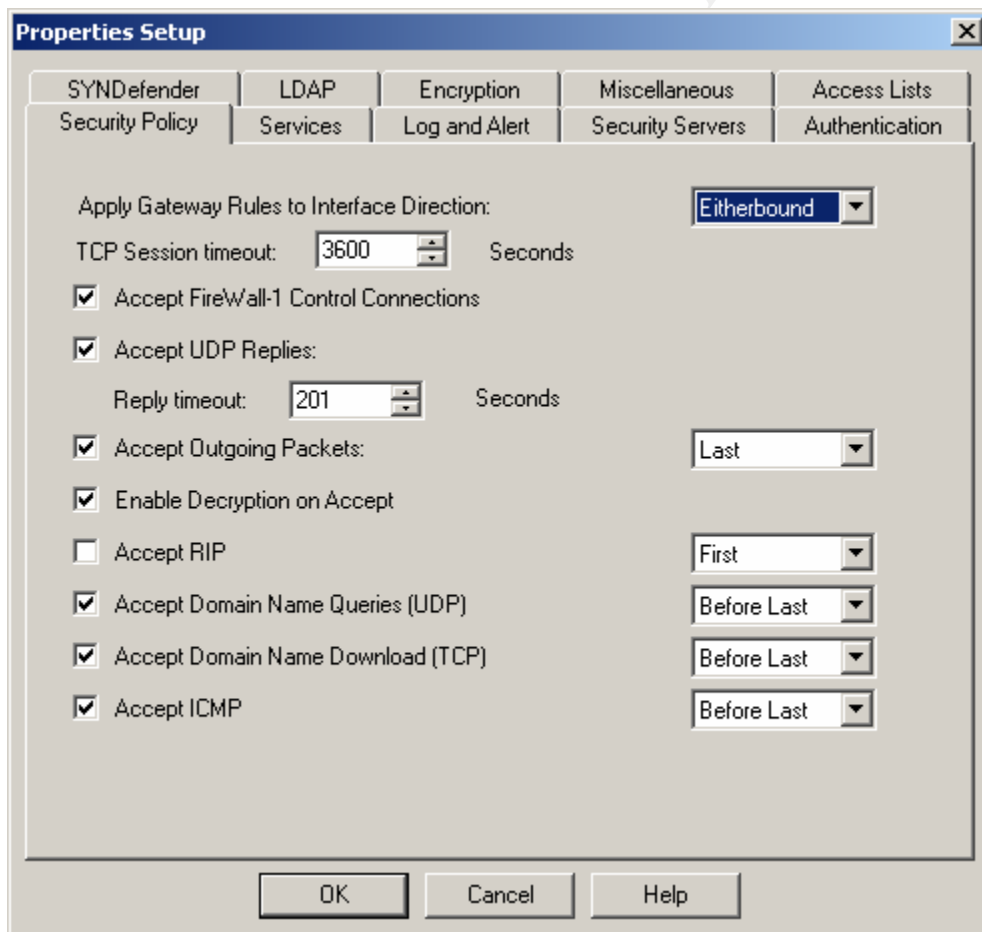 Properties Setup
SYNDefender LDAP Encryption Miscellaneous Access Lists
Security Policy Services Log and Alert Security Servers Authentication
Apply Gateway Rules to Interface Direction: Eitherbound
TCP Session timeout: 3600 Seconds
Accept FireWall-1 Control Connections
Accept UDP Replies:
Reply timeout: 201 Seconds
Accept Outgoing Packets: Last
Enable Decryption on Accept
Accept RIP First
Accept Domain Name Queries (UDP) Before Last
Accept Domain Name Download (TCP) Before Last
Accept ICMP Before Last
OK Cancel Help